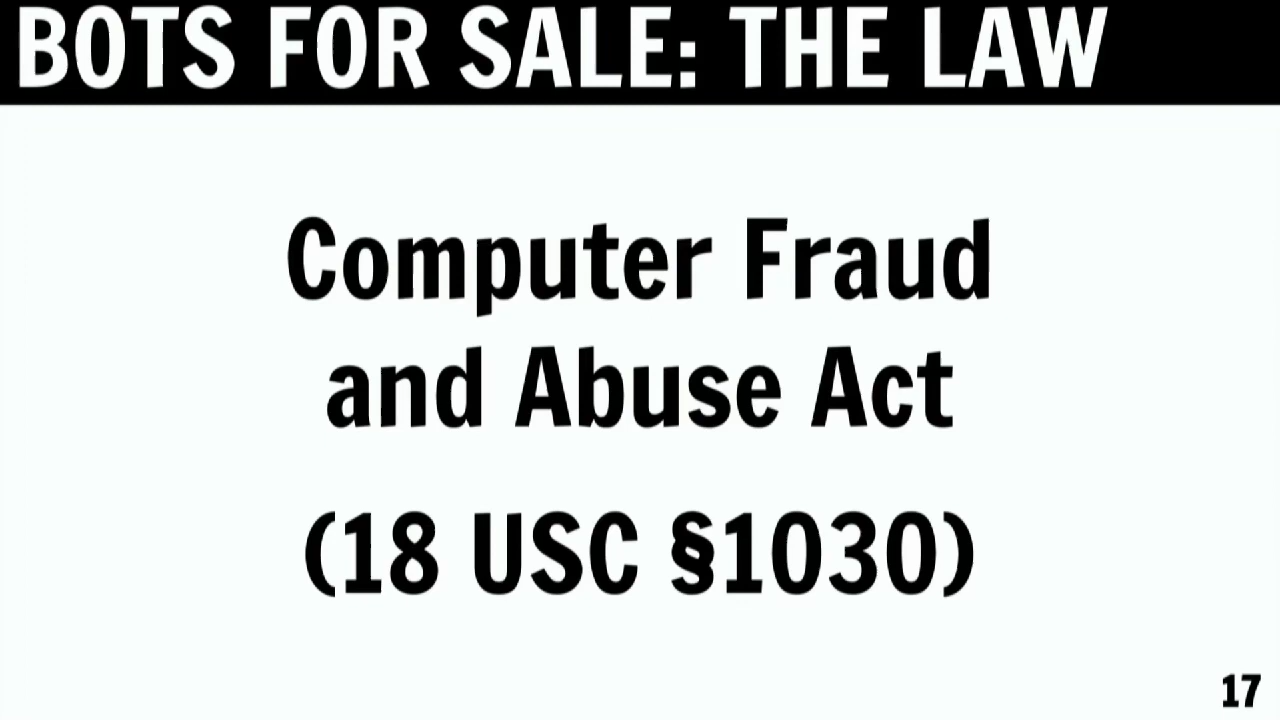 BOTS FOR SALE: THE LAW
Computer Fraud
and Abuse Act
(18 USC §1030)
17